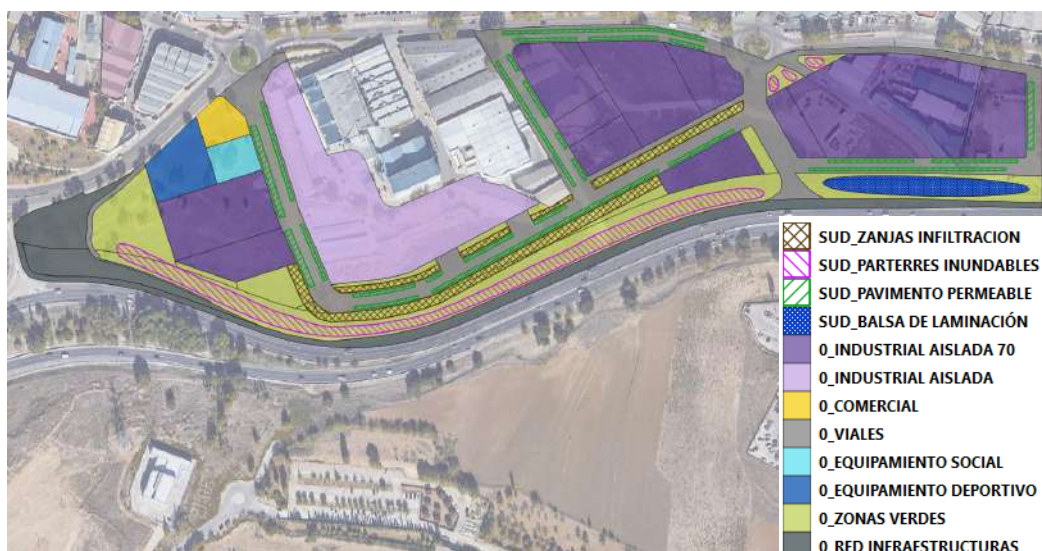 SUD_ZANJAS INFILTRACION
SUD_PARTERRES INUNDABLES
SUD_PAVIMENTO PERMEABLE
SUD_BALSA DE LAMINACIÓN
0_INDUSTRIAL AISLADA 70
0_INDUSTRIAL AISLADA
0_COMERCIAL
0_VIALES
0_EQUIPAMIENTO SOCIAL
0_EQUIPAMIENTO DEPORTIVO
0_ZONAS VERDES
0_RED INFRAESTRUCTURAS